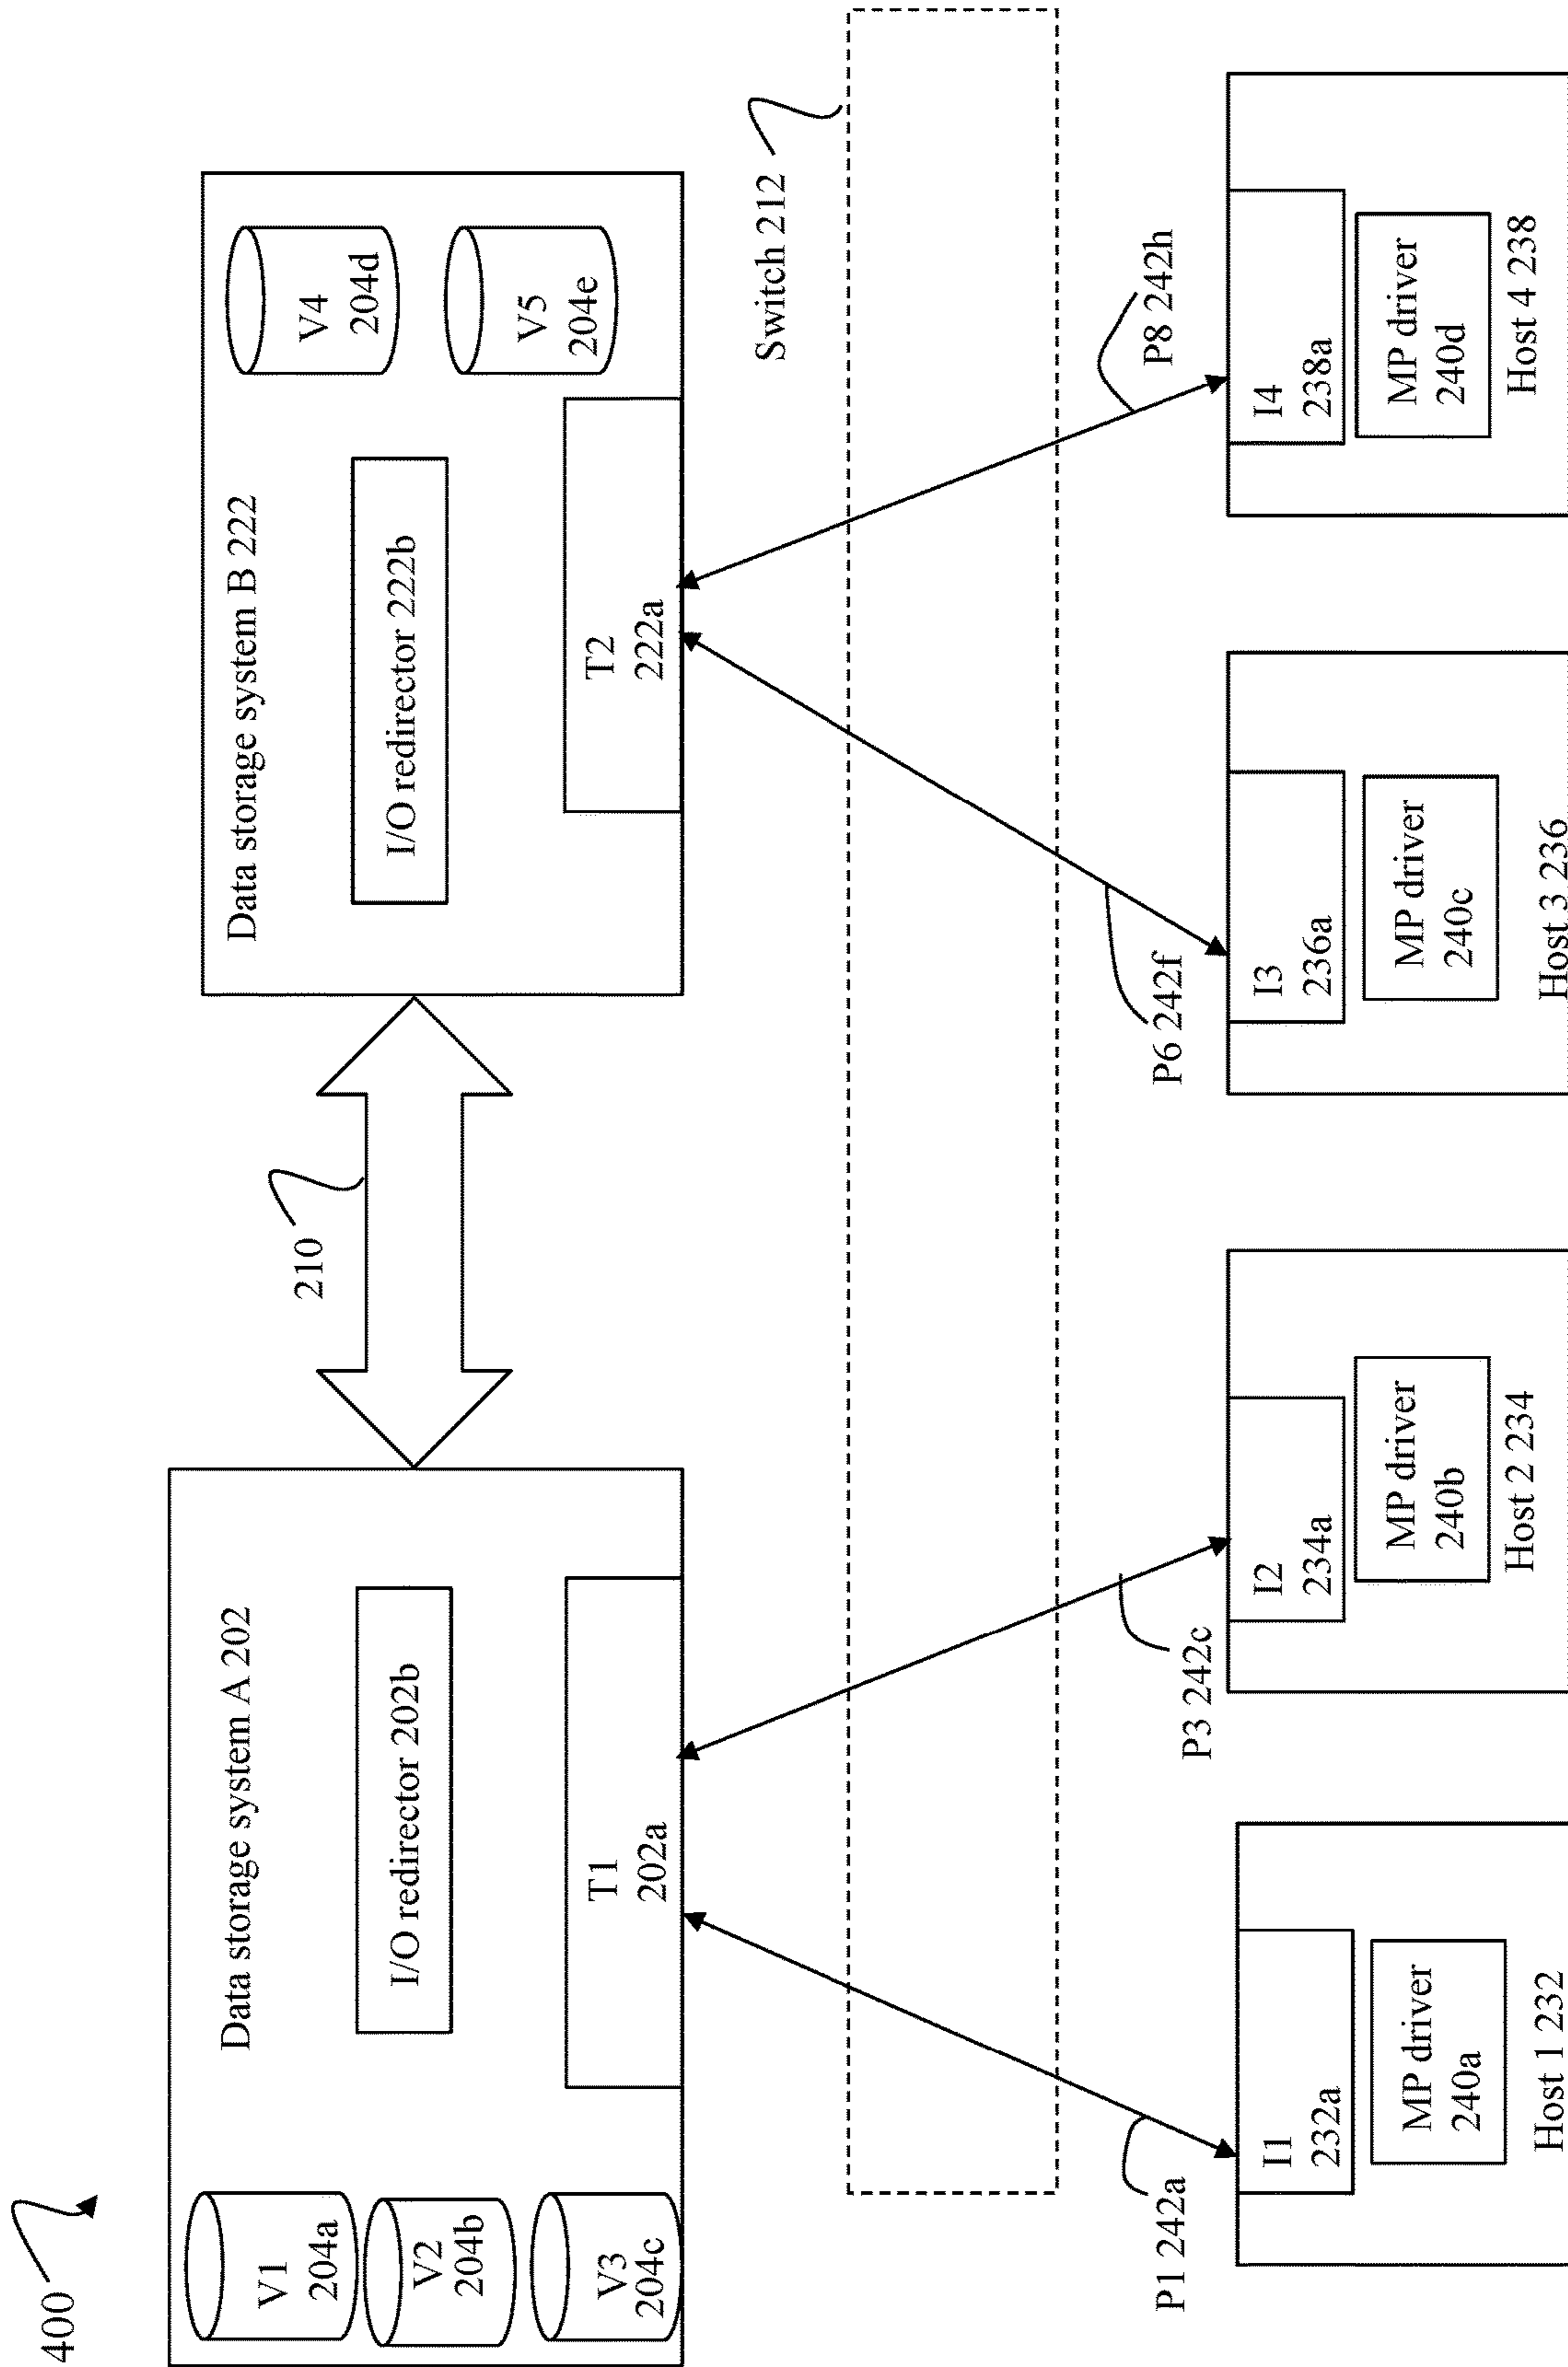 400
Data storage system A 202
V1
204a
V2
204b
V3
204c
I/O redirector 202b
T1
202a
210
Data storage system B 222
I/O redirector 222b
T2
222a
V4
204d
V5
204e
Switch 212
P1 242a
P3 242c
P6 242f
P8 242h
I1
232a
MP driver
240a
Host 1 232
I2
234a
MP driver
240b
Host 2 234
I3
236a
MP driver
240c
Host 3 236
I4
238a
MP driver
240d
Host 4 238